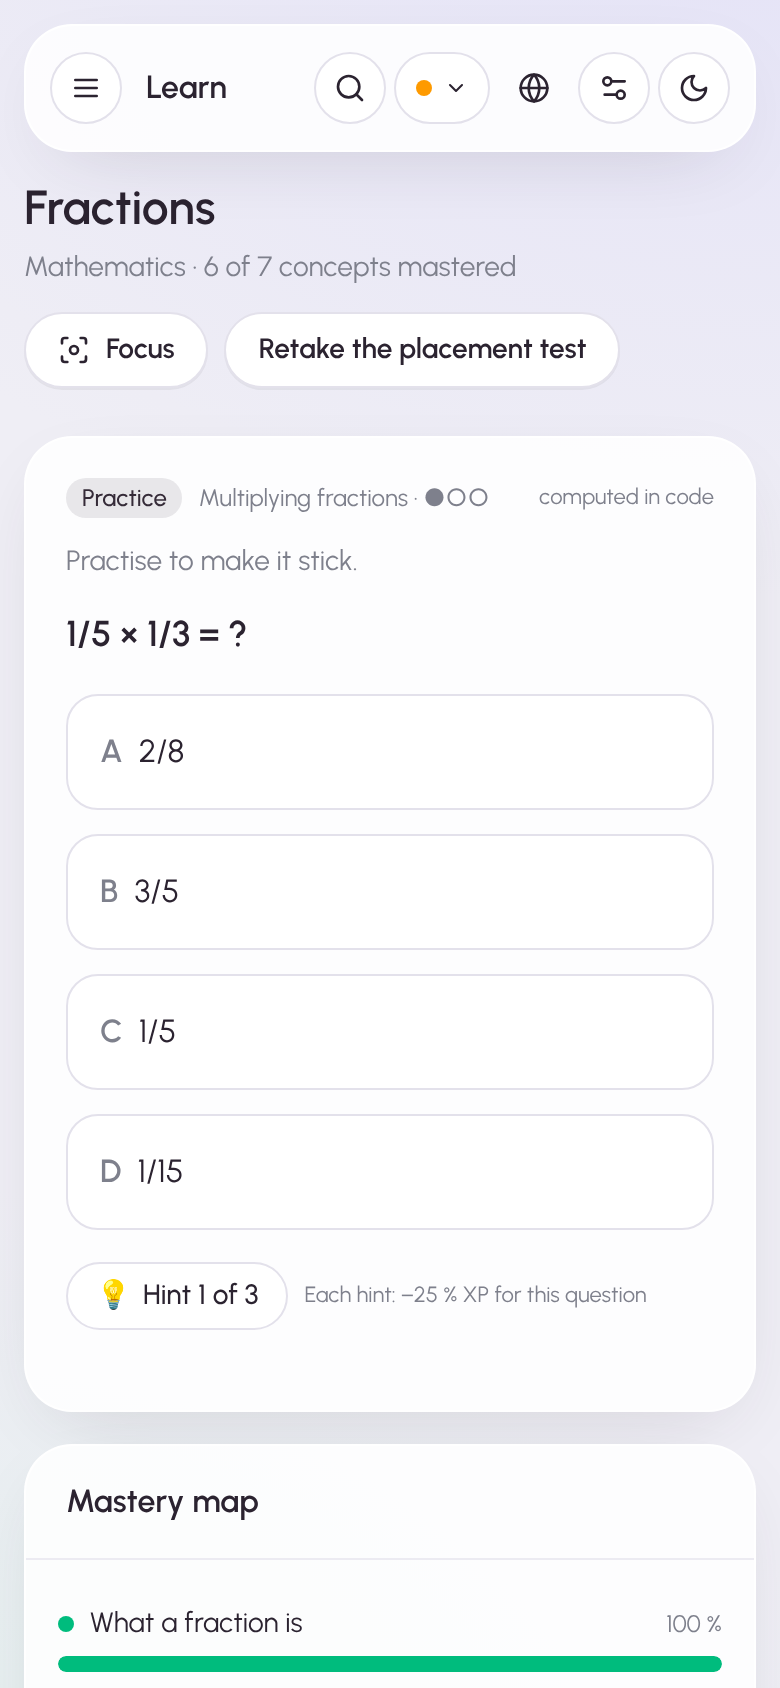 Learn
Fractions
Mathematics · 6 of 7 concepts mastered
Focus
Retake the placement test
Practice
Multiplying fractions · ●○○
computed in code
Practise to make it stick.
1/5 × 1/3 = ?
A 2/8
B 3/5
C 1/5
D 1/15
Hint 1 of 3
Each hint: −25 % XP for this question
Mastery map
What a fraction is
100 %